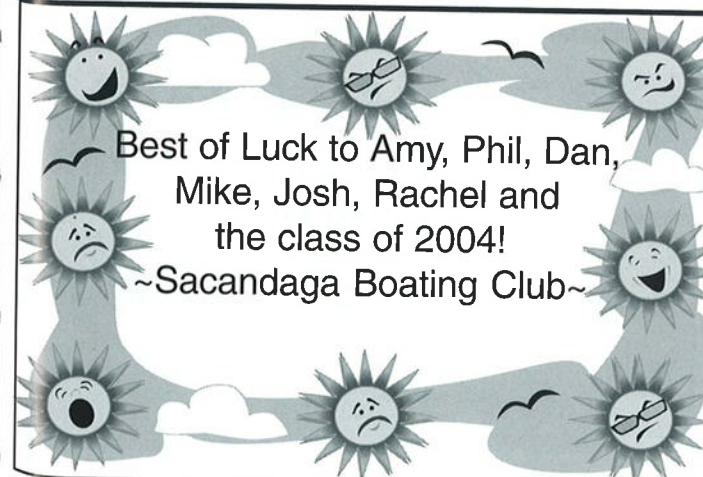 Best of Luck to Amy, Phil, Dan,
Mike, Josh, Rachel and
the class of 2004!
~Sacandaga Boating Club~